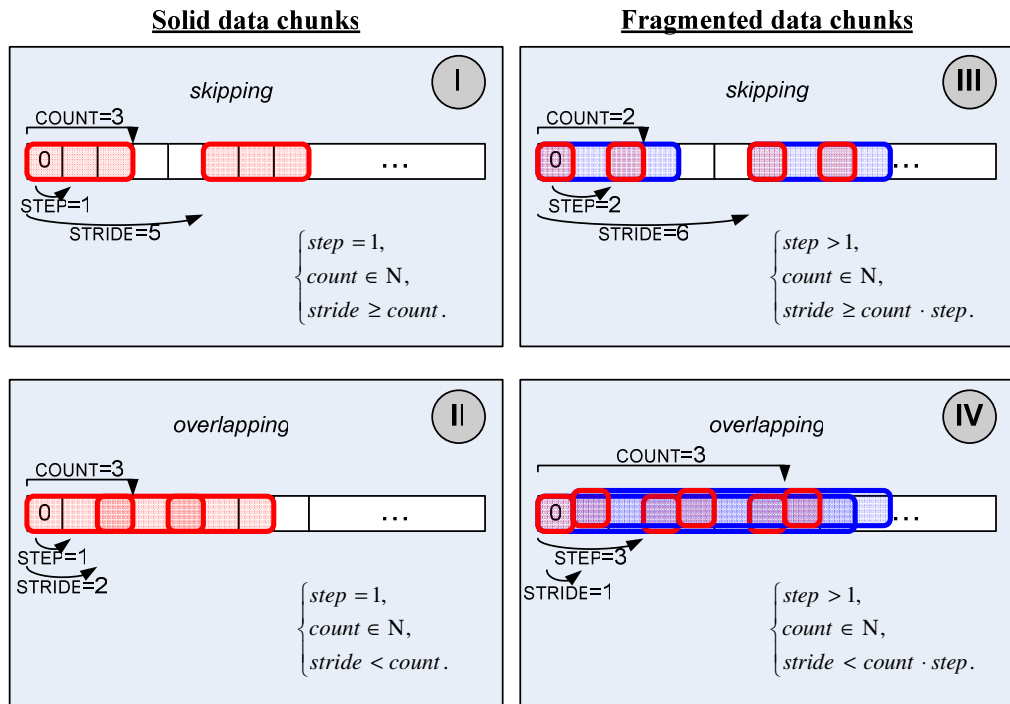 Solid data chunks
I
skipping
COUNT=3
0
...
STEP=1
STRIDE=5
step = 1,
count ∈ N,
stride ≥ count.
Fragmented data chunks
III
skipping
COUNT=2
0
...
STEP=2
STRIDE=6
step > 1,
count ∈ N,
stride ≥ count · step.
II
overlapping
COUNT=3
0
...
STEP=1
STRIDE=2
step = 1,
count ∈ N,
stride < count.
IV
overlapping
COUNT=3
0
...
STEP=3
STRIDE=1
step > 1,
count ∈ N,
stride < count · step.